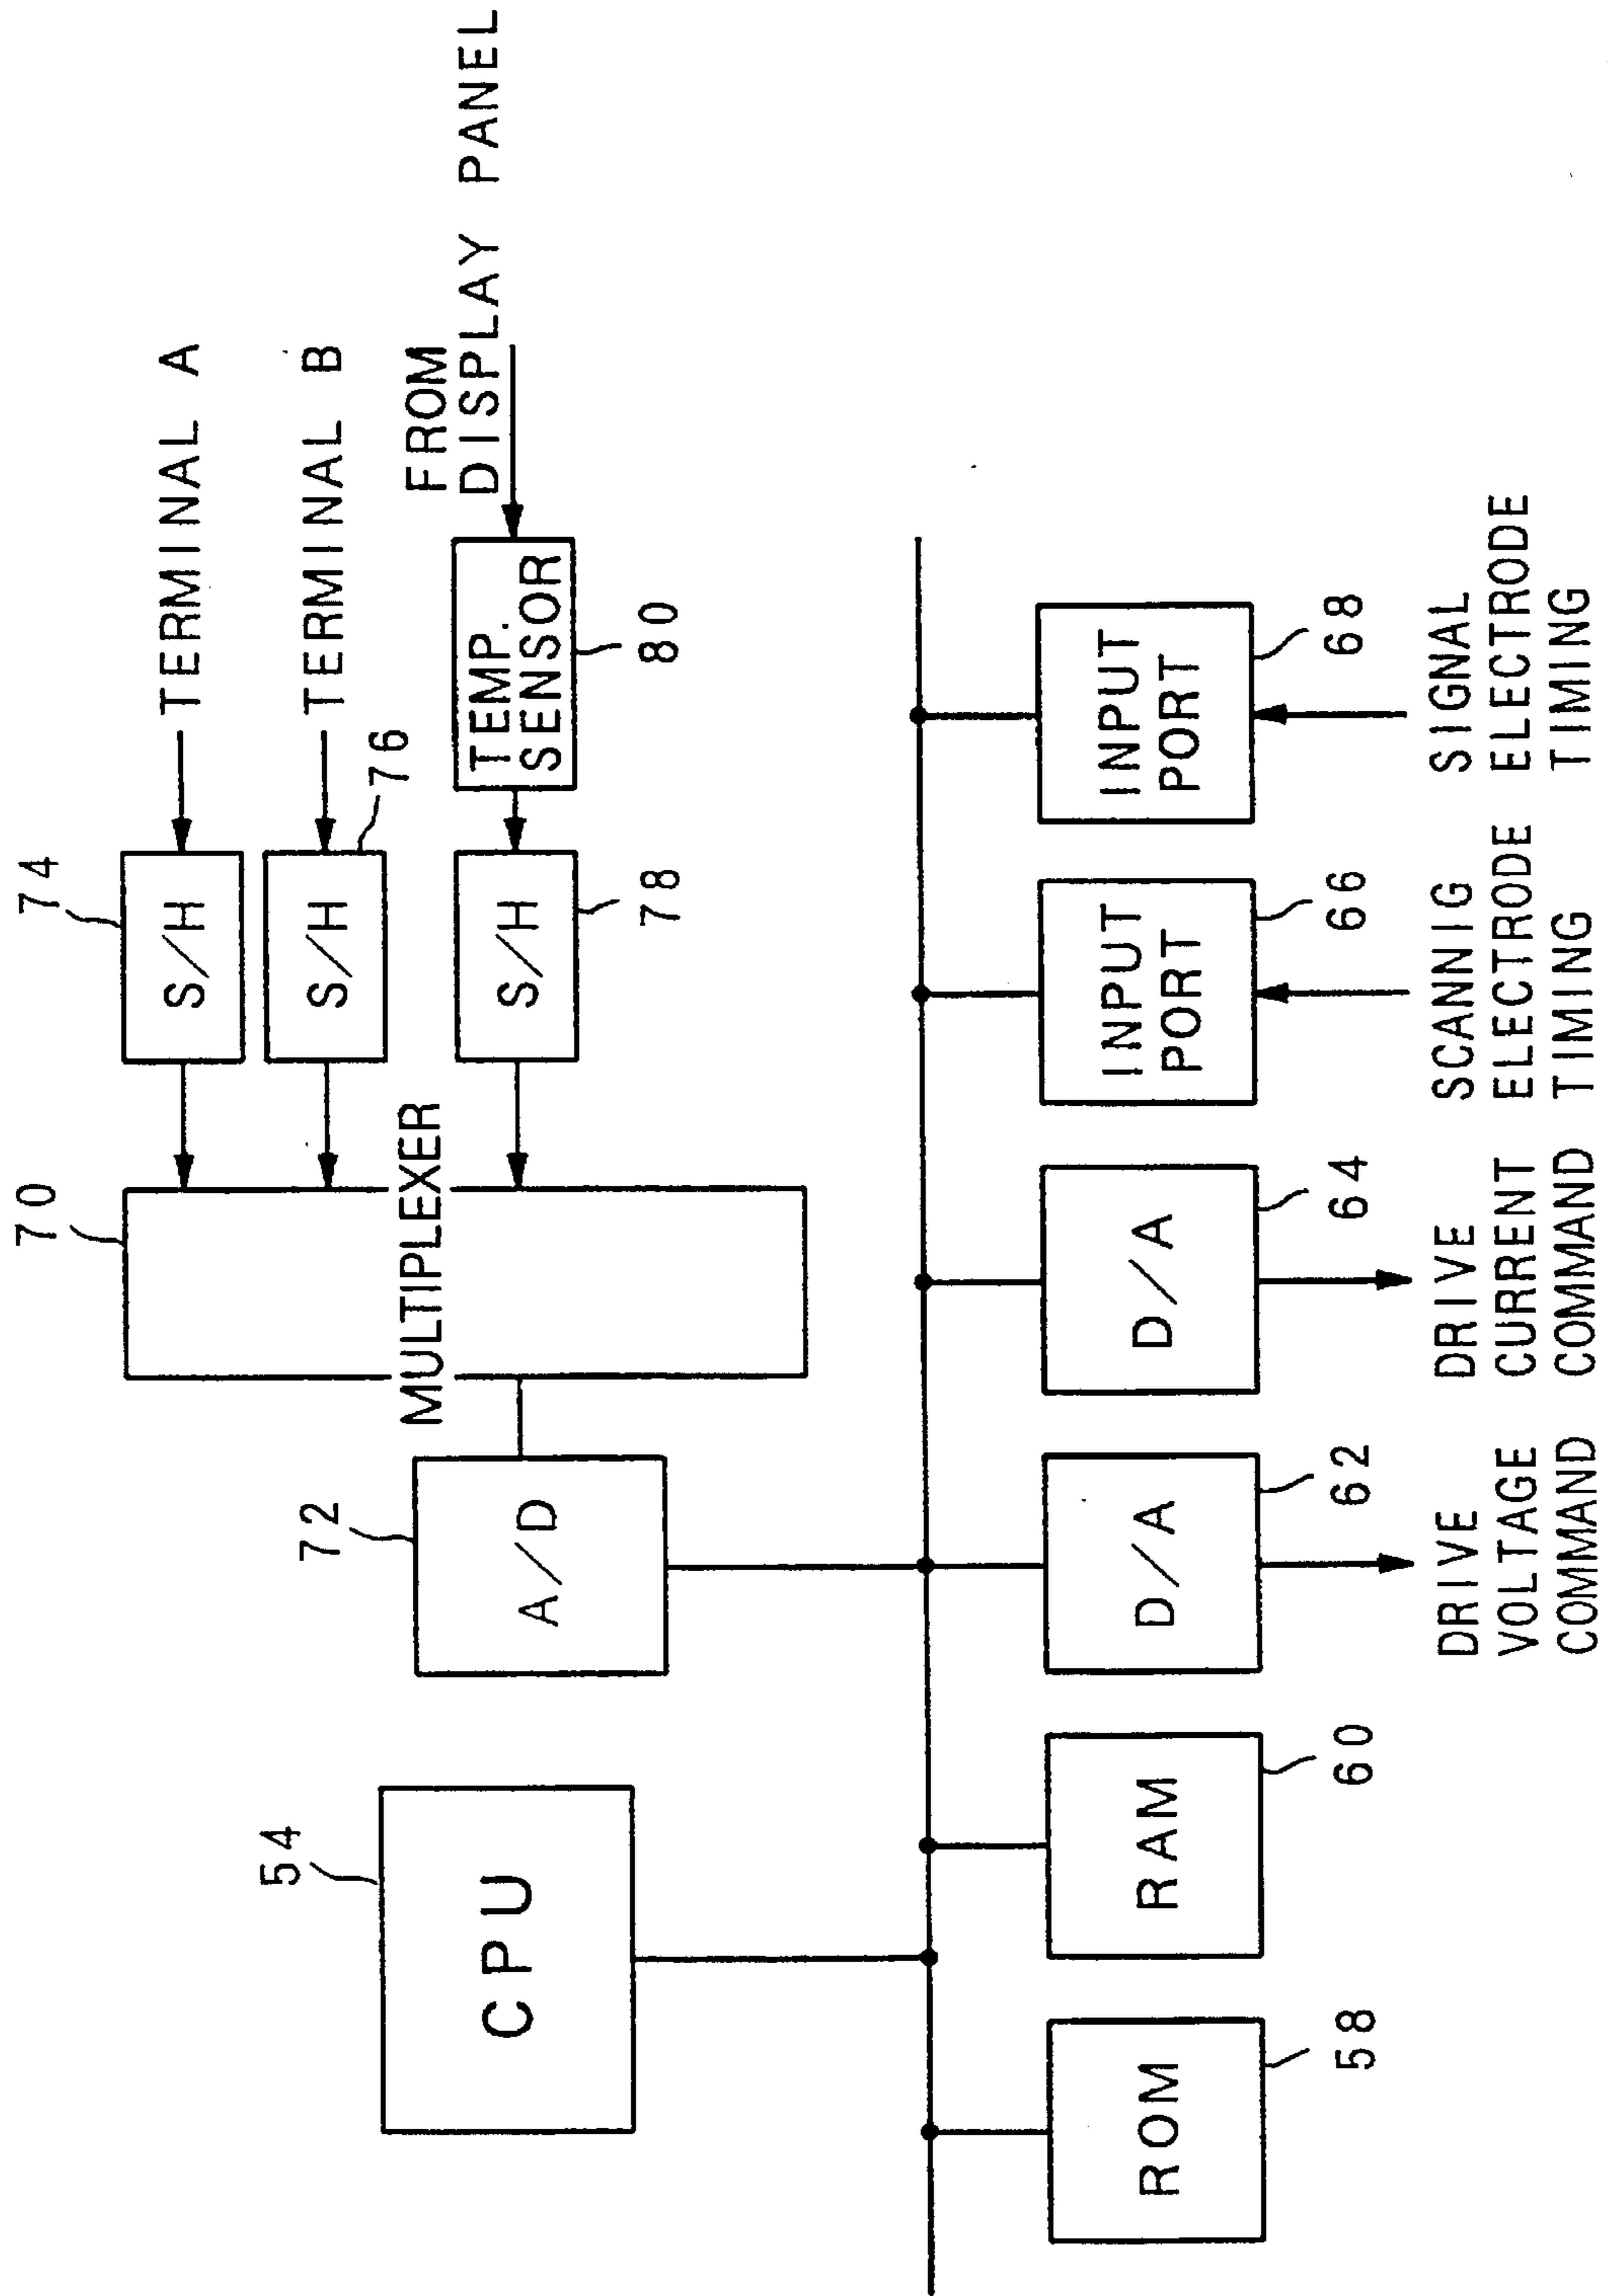 TERMINAL A
TERMINAL B
FROM
DISPLAY PANEL
74
S/H
76
S/H
78
S/H
TEMP.
SENSOR
80
70
MULTIPLEXER
72
A/D
54
CPU
ROM
58
RAM
60
D/A
62
D/A
64
INPUT
PORT
66
INPUT
PORT
68
DRIVE
VOLTAGE
COMMAND
DRIVE
CURRENT
COMMAND
SCANNIG
ELECTRODE
TIMING
SIGNAL
ELECTRODE
TIMING